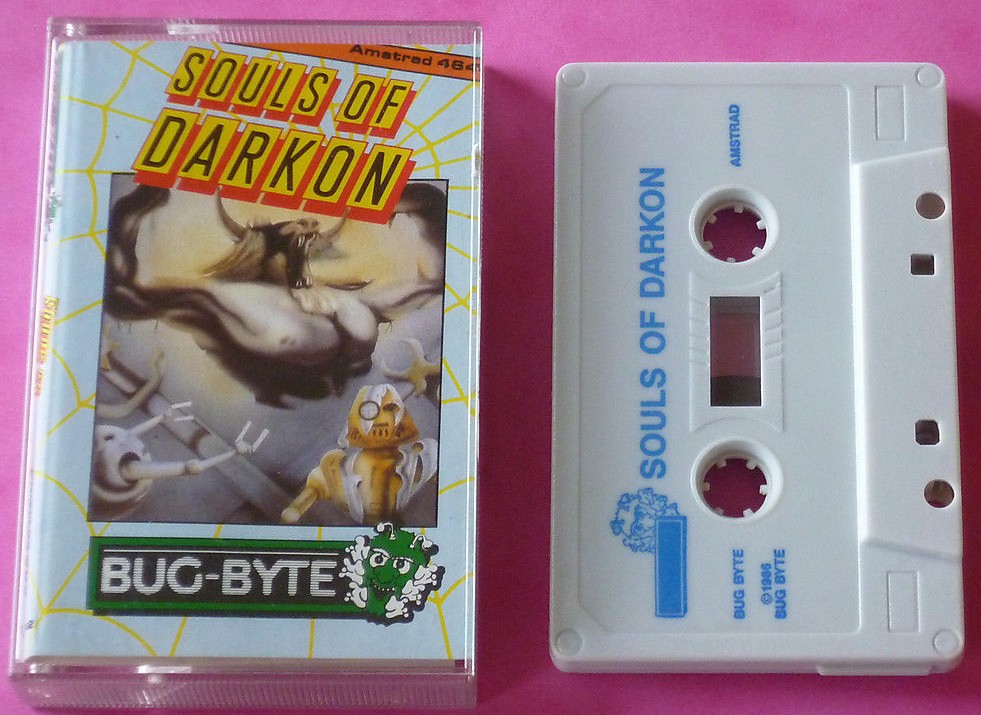 Amstrad 464
SOULS OF
DARKON
BUG-BYTE
AMSTRAD
SOULS OF DARKON
BUG BYTE
©1986
BUG BYTE